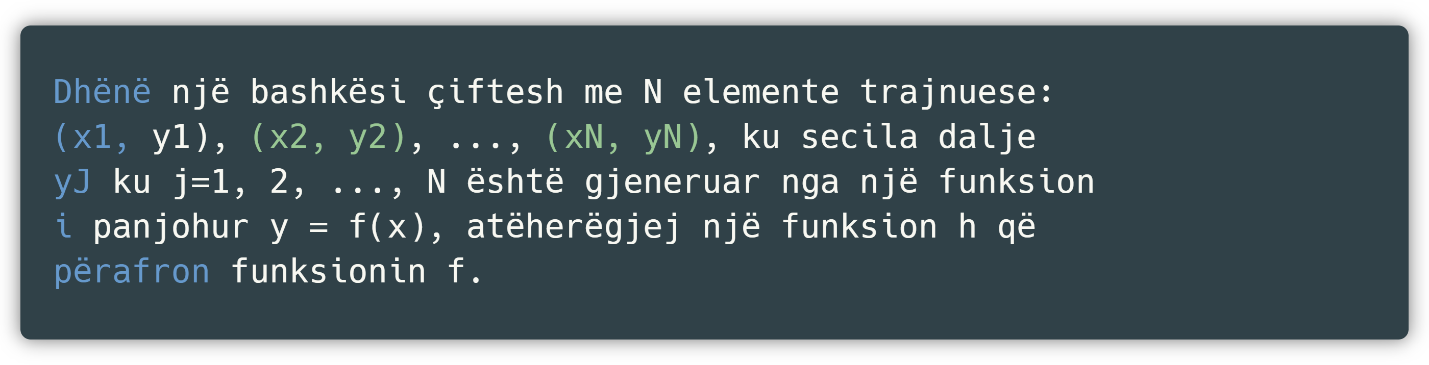 Dhënë një bashkësi çiftesh me N elemente trajnuese:
(x1, y1), (x2, y2), ..., (xN, yN), ku secila dalje
yJ ku j=1, 2, ..., N është gjeneruar nga një funksion
i panjohur y = f(x), atëherëgjej një funksion h që
përafron funksionin f.